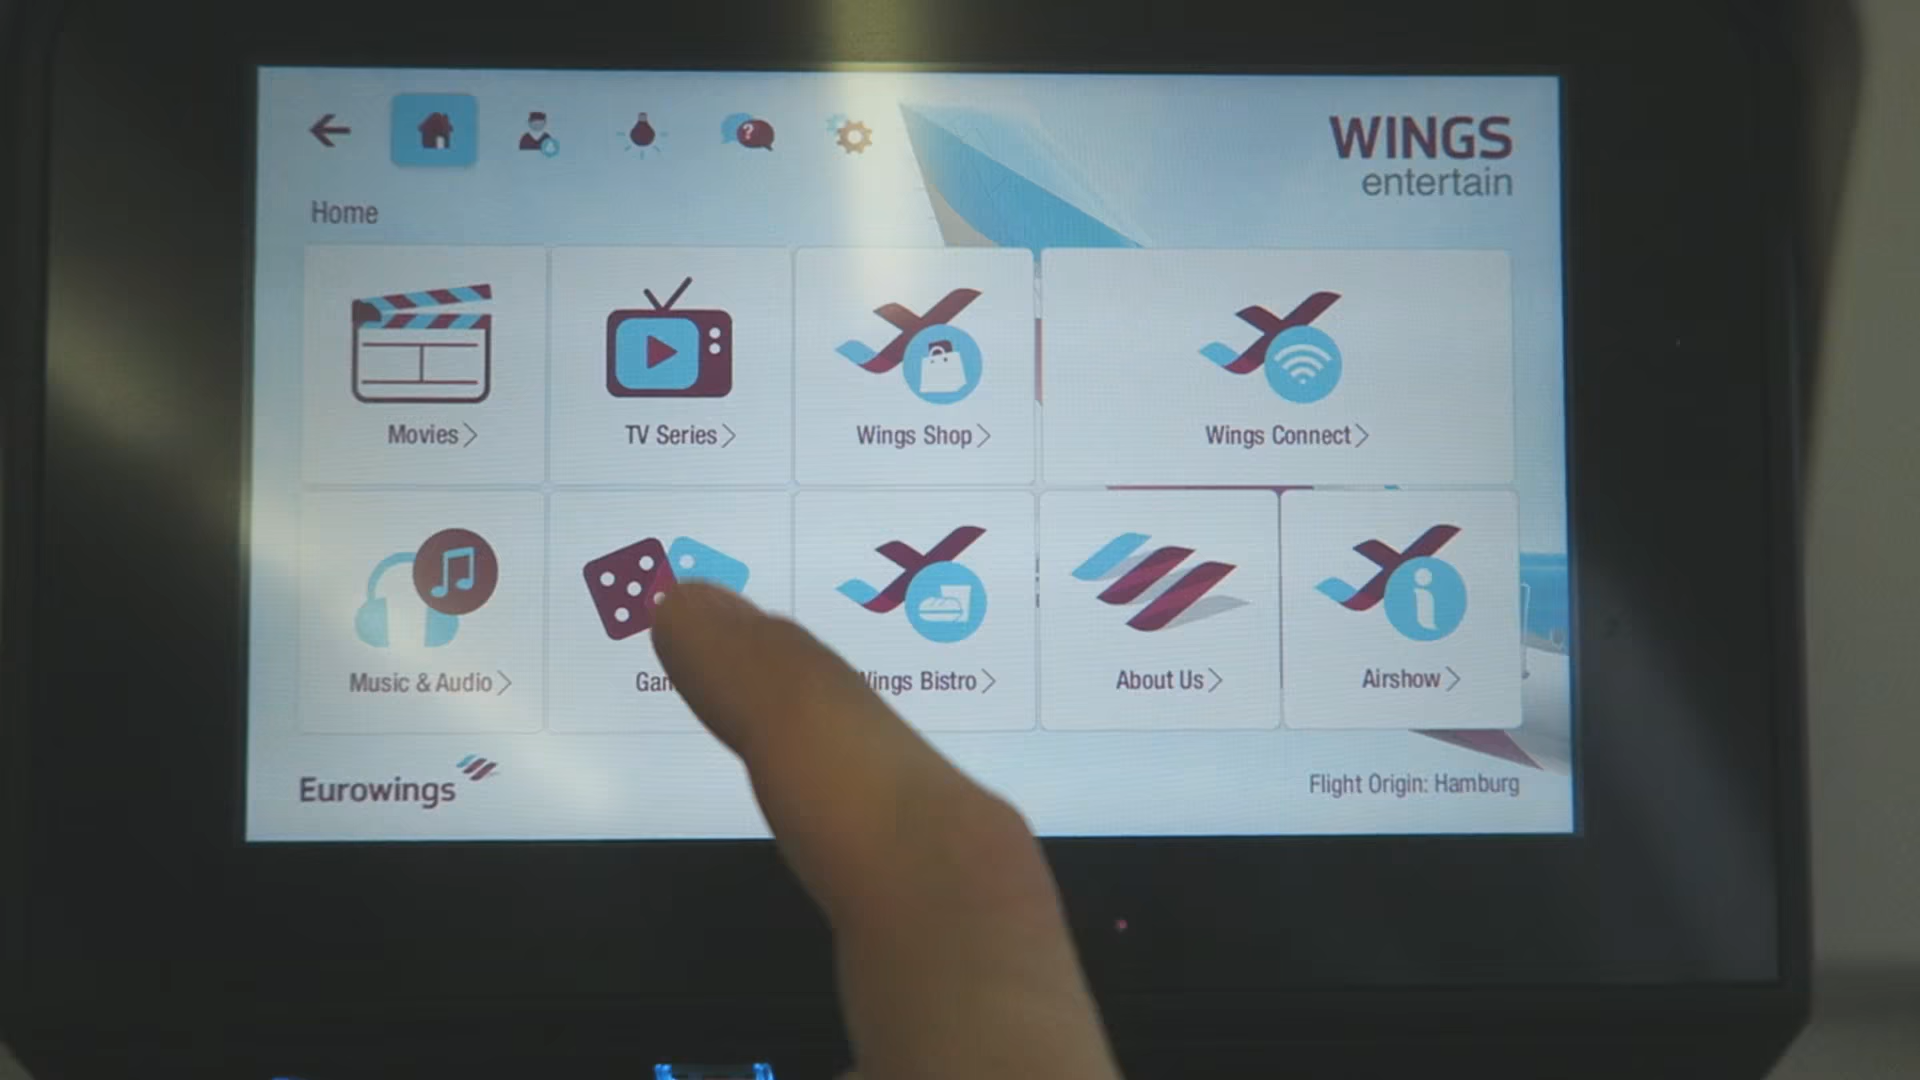 WINGS
entertain
Home
Movies
TV Series
Wings Shop
Wings Connect
Music & Audio
Wings Bistro
About Us
Airshow
Eurowings
Flight Origin: Hamburg